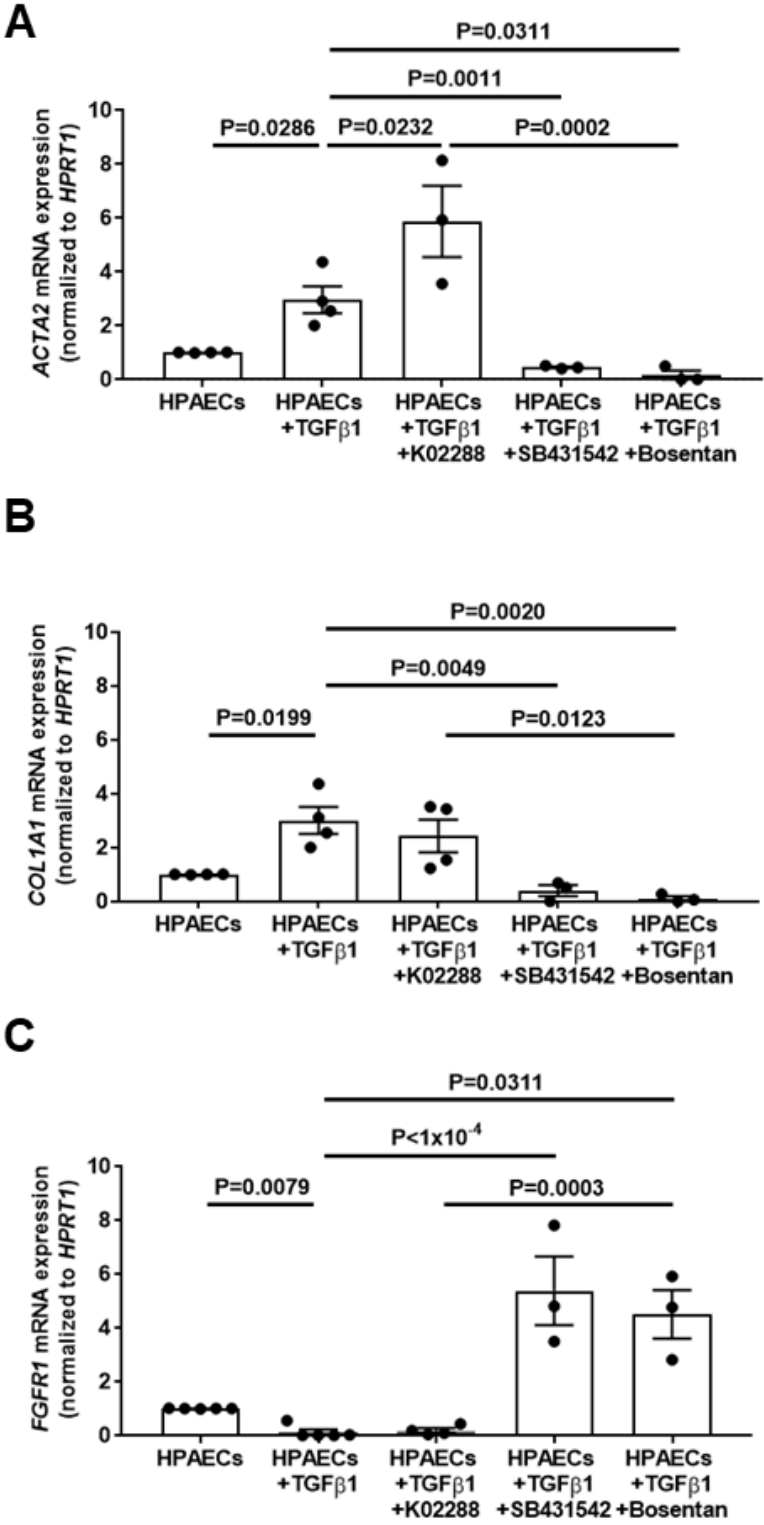 A
P=0.0311
P=0.0011
P=0.0286 P=0.0232 P=0.0002
ACTA2 mRNA expression
(normalized to HPRT1)
10
8
6
4
2
0
HPAECs HPAECs HPAECs HPAECs HPAECs
+TGFβ1 +TGFβ1 +TGFβ1 +TGFβ1
+K02288 +SB431542 +Bosentan
B
P=0.0020
P=0.0049
P=0.0199 P=0.0123
COL1A1 mRNA expression
(normalized to HPRT1)
10
8
6
4
2
0
HPAECs HPAECs HPAECs HPAECs HPAECs
+TGFβ1 +TGFβ1 +TGFβ1 +TGFβ1
+K02288 +SB431542 +Bosentan
C
P=0.0311
P<1x10⁻⁴
P=0.0079 P=0.0003
FGFR1 mRNA expression
(normalized to HPRT1)
10
8
6
4
2
0
HPAECs HPAECs HPAECs HPAECs HPAECs
+TGFβ1 +TGFβ1 +TGFβ1 +TGFβ1
+K02288 +SB431542 +Bosentan